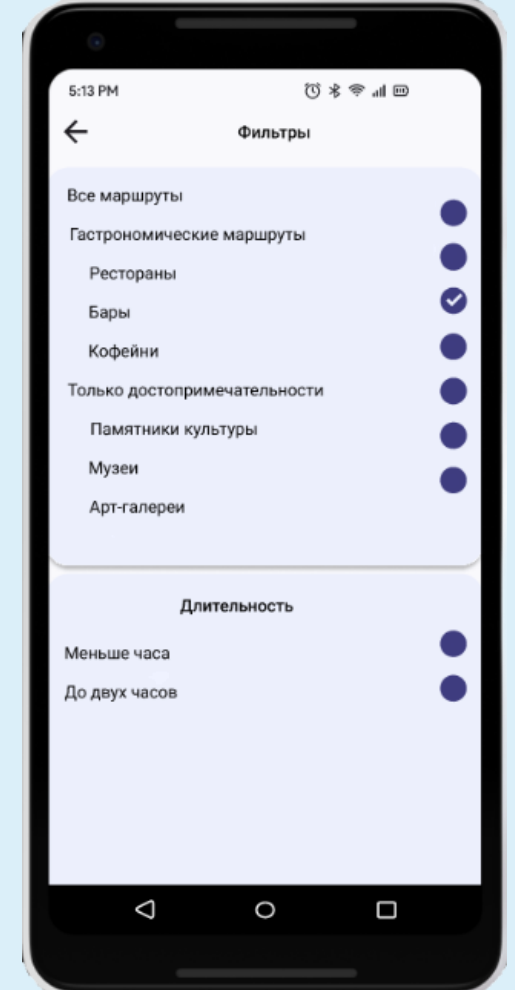 5:13 PM
Фильтры
Все маршруты
Гастрономические маршруты
Рестораны
Бары
Кофейни
Только достопримечательности
Памятники культуры
Музеи
Арт-галереи
Длительность
Меньше часа
До двух часов